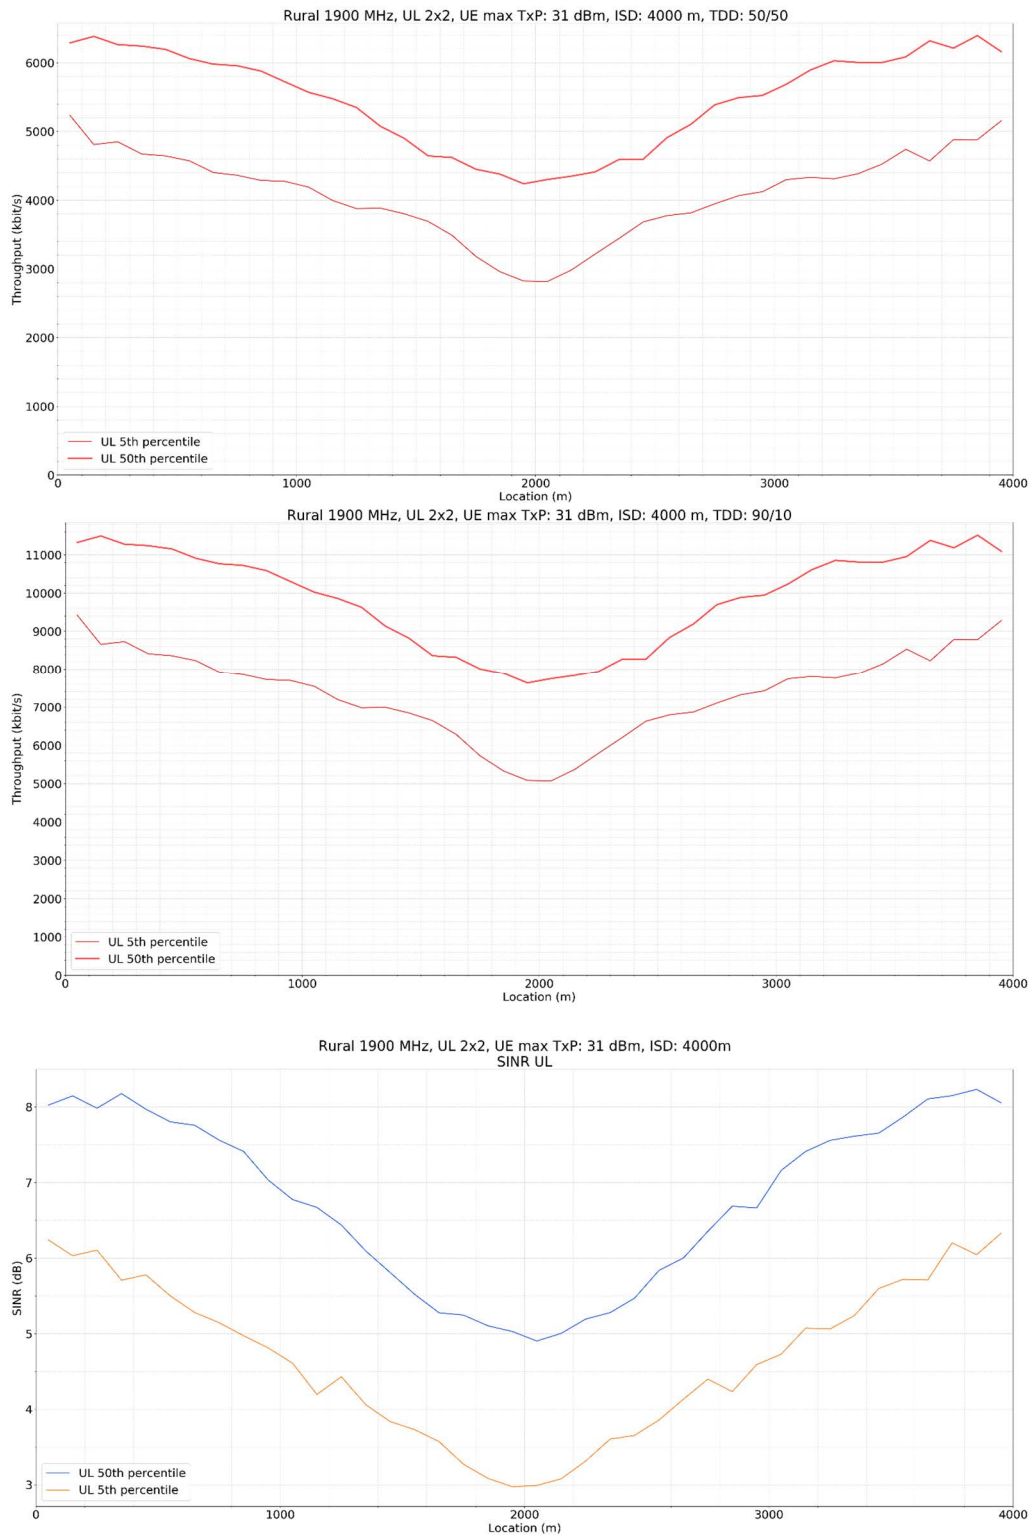 Rural 1900 MHz, UL 2x2, UE max TxP: 31 dBm, ISD: 4000 m, TDD: 50/50
6000
5000
4000
3000
2000
1000
0
Throughput (kbit/s)
UL 5th percentile
UL 50th percentile
0 1000 2000 3000 4000
Location (m)
Rural 1900 MHz, UL 2x2, UE max TxP: 31 dBm, ISD: 4000 m, TDD: 90/10
11000
10000
9000
8000
7000
6000
5000
4000
3000
2000
1000
0
Throughput (kbit/s)
UL 5th percentile
UL 50th percentile
0 1000 2000 3000 4000
Location (m)
Rural 1900 MHz, UL 2x2, UE max TxP: 31 dBm, ISD: 4000m
SINR UL
8
7
6
5
4
3
SINR (dB)
UL 50th percentile
UL 5th percentile
0 1000 2000 3000 4000
Location (m)